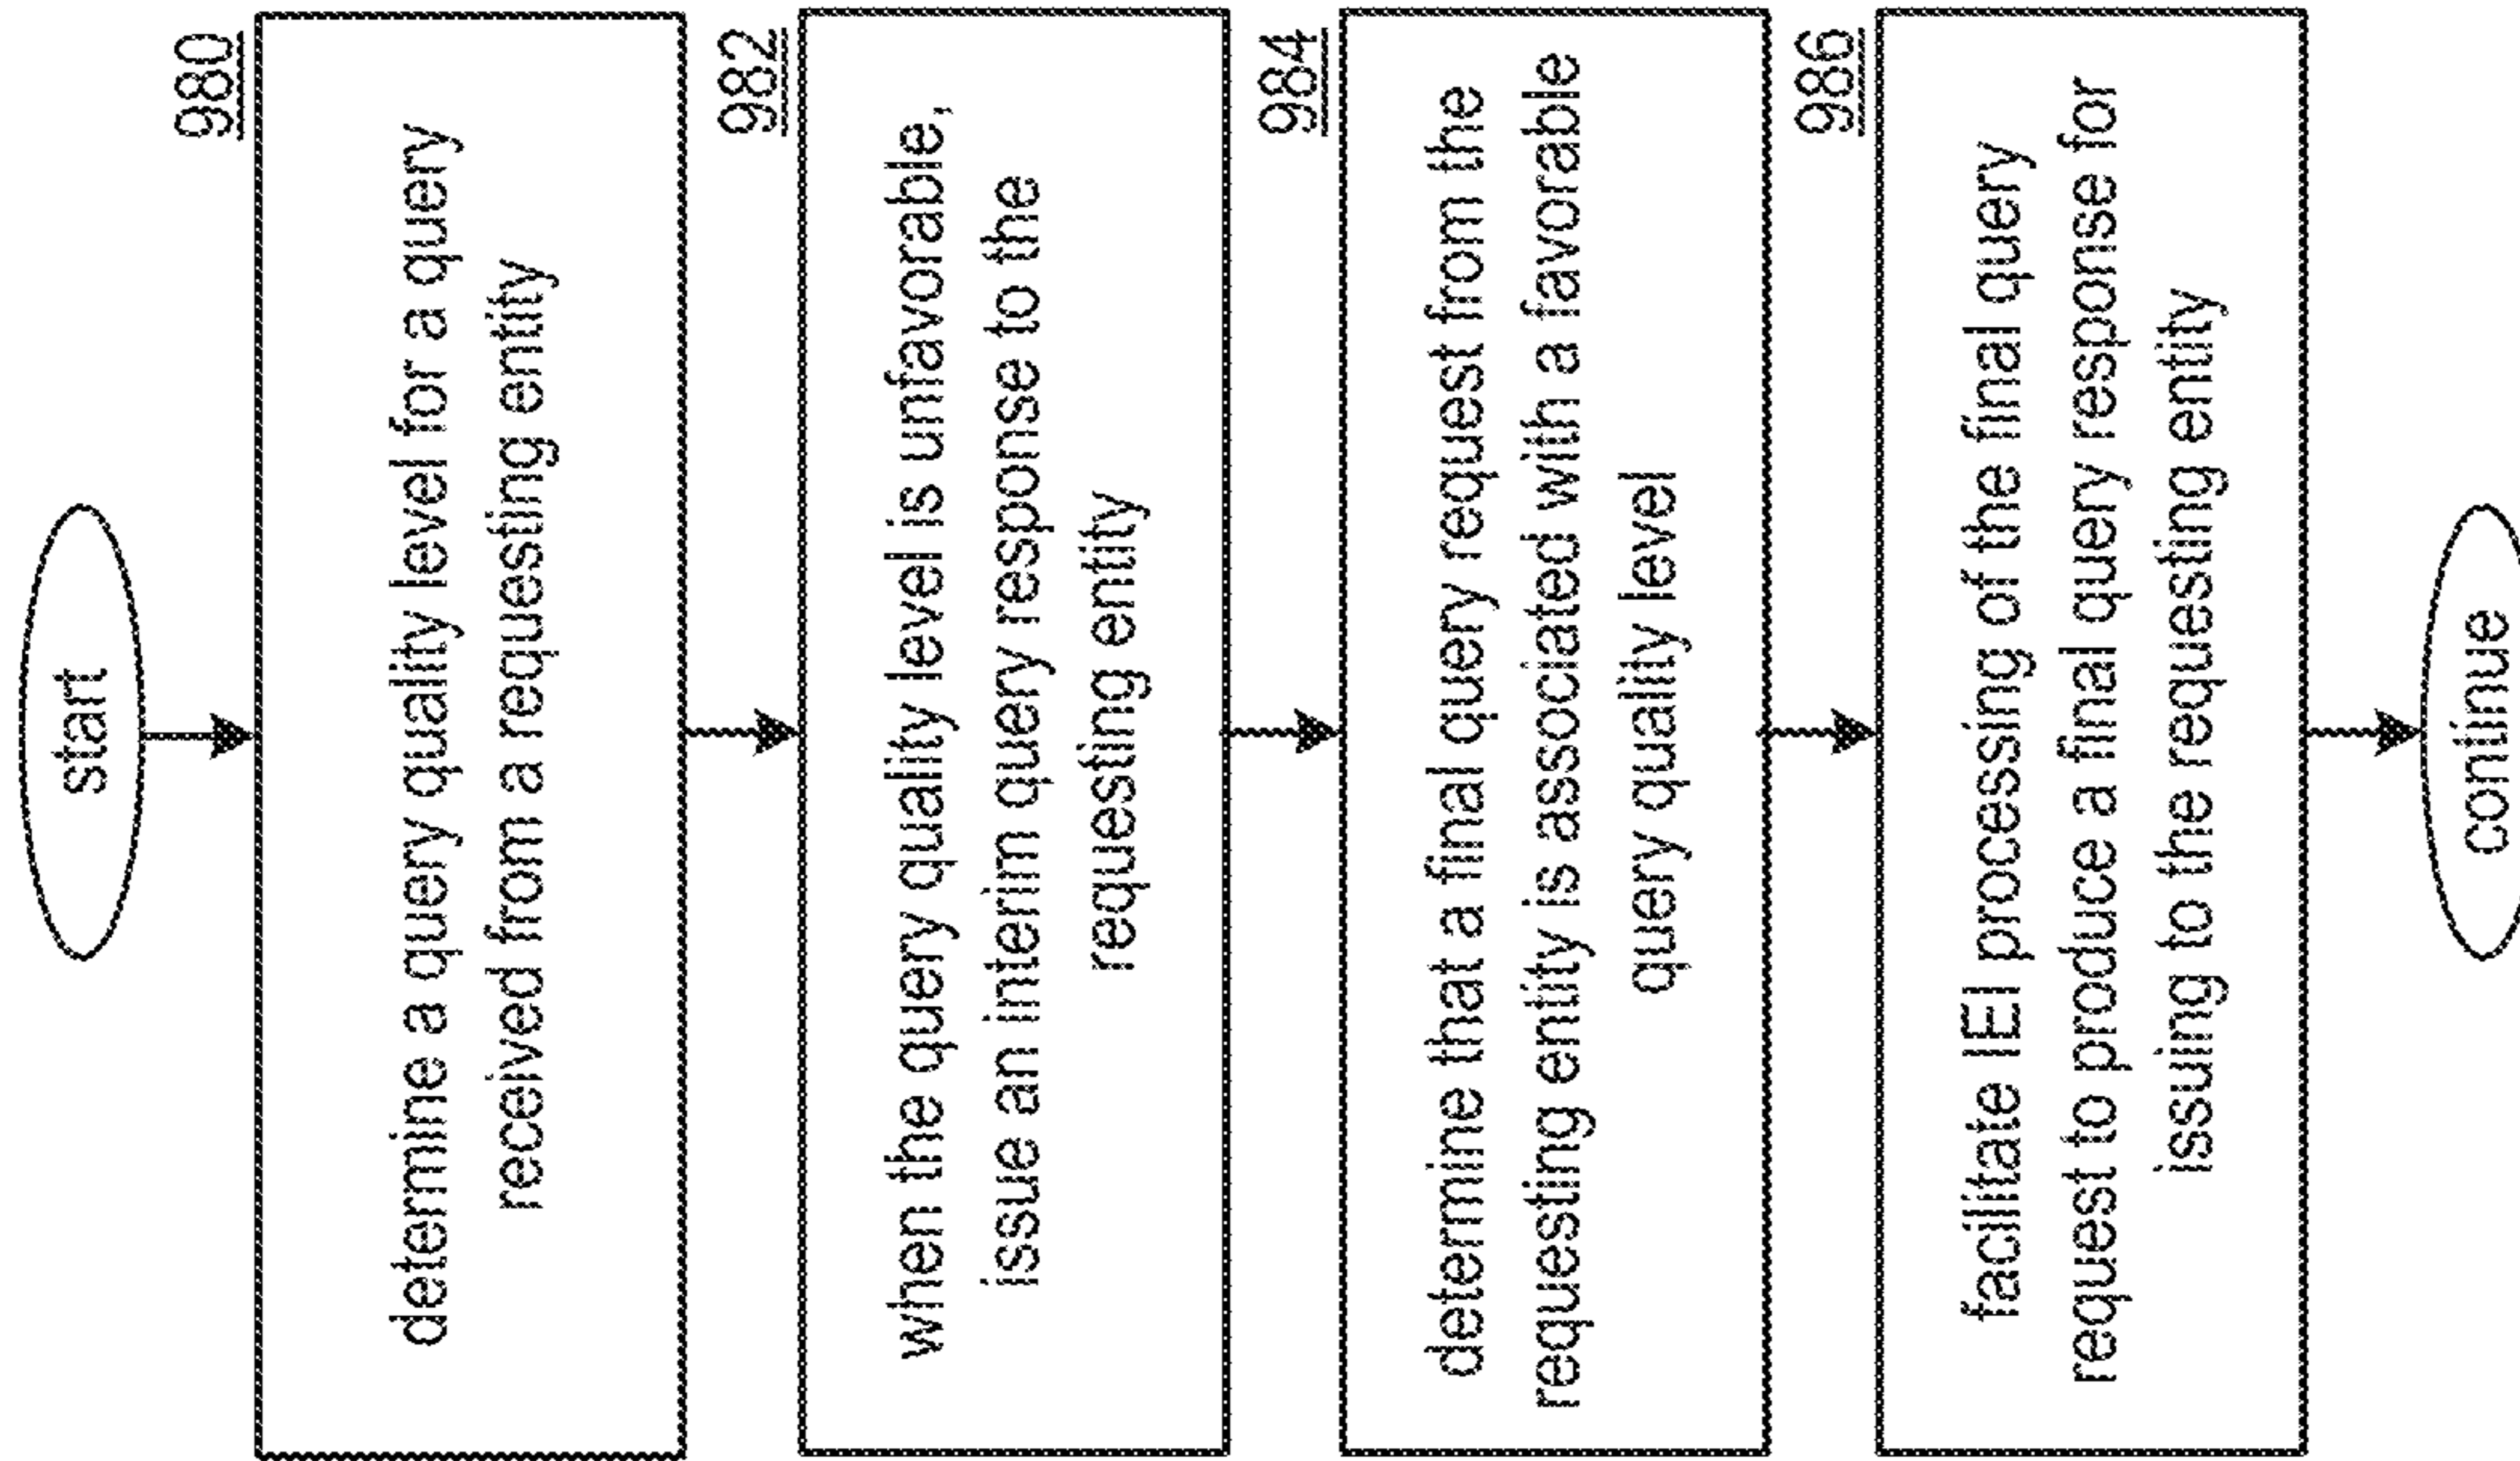 start
980
determine a query quality level for a query
received from a requesting entity
982
when the query quality level is unfavorable,
issue an interim query response to the
requesting entity
984
determine that a final query request from the
requesting entity is associated with a favorable
query quality level
986
facilitate IEI processing of the final query
request to produce a final query response for
issuing to the requesting entity
continue